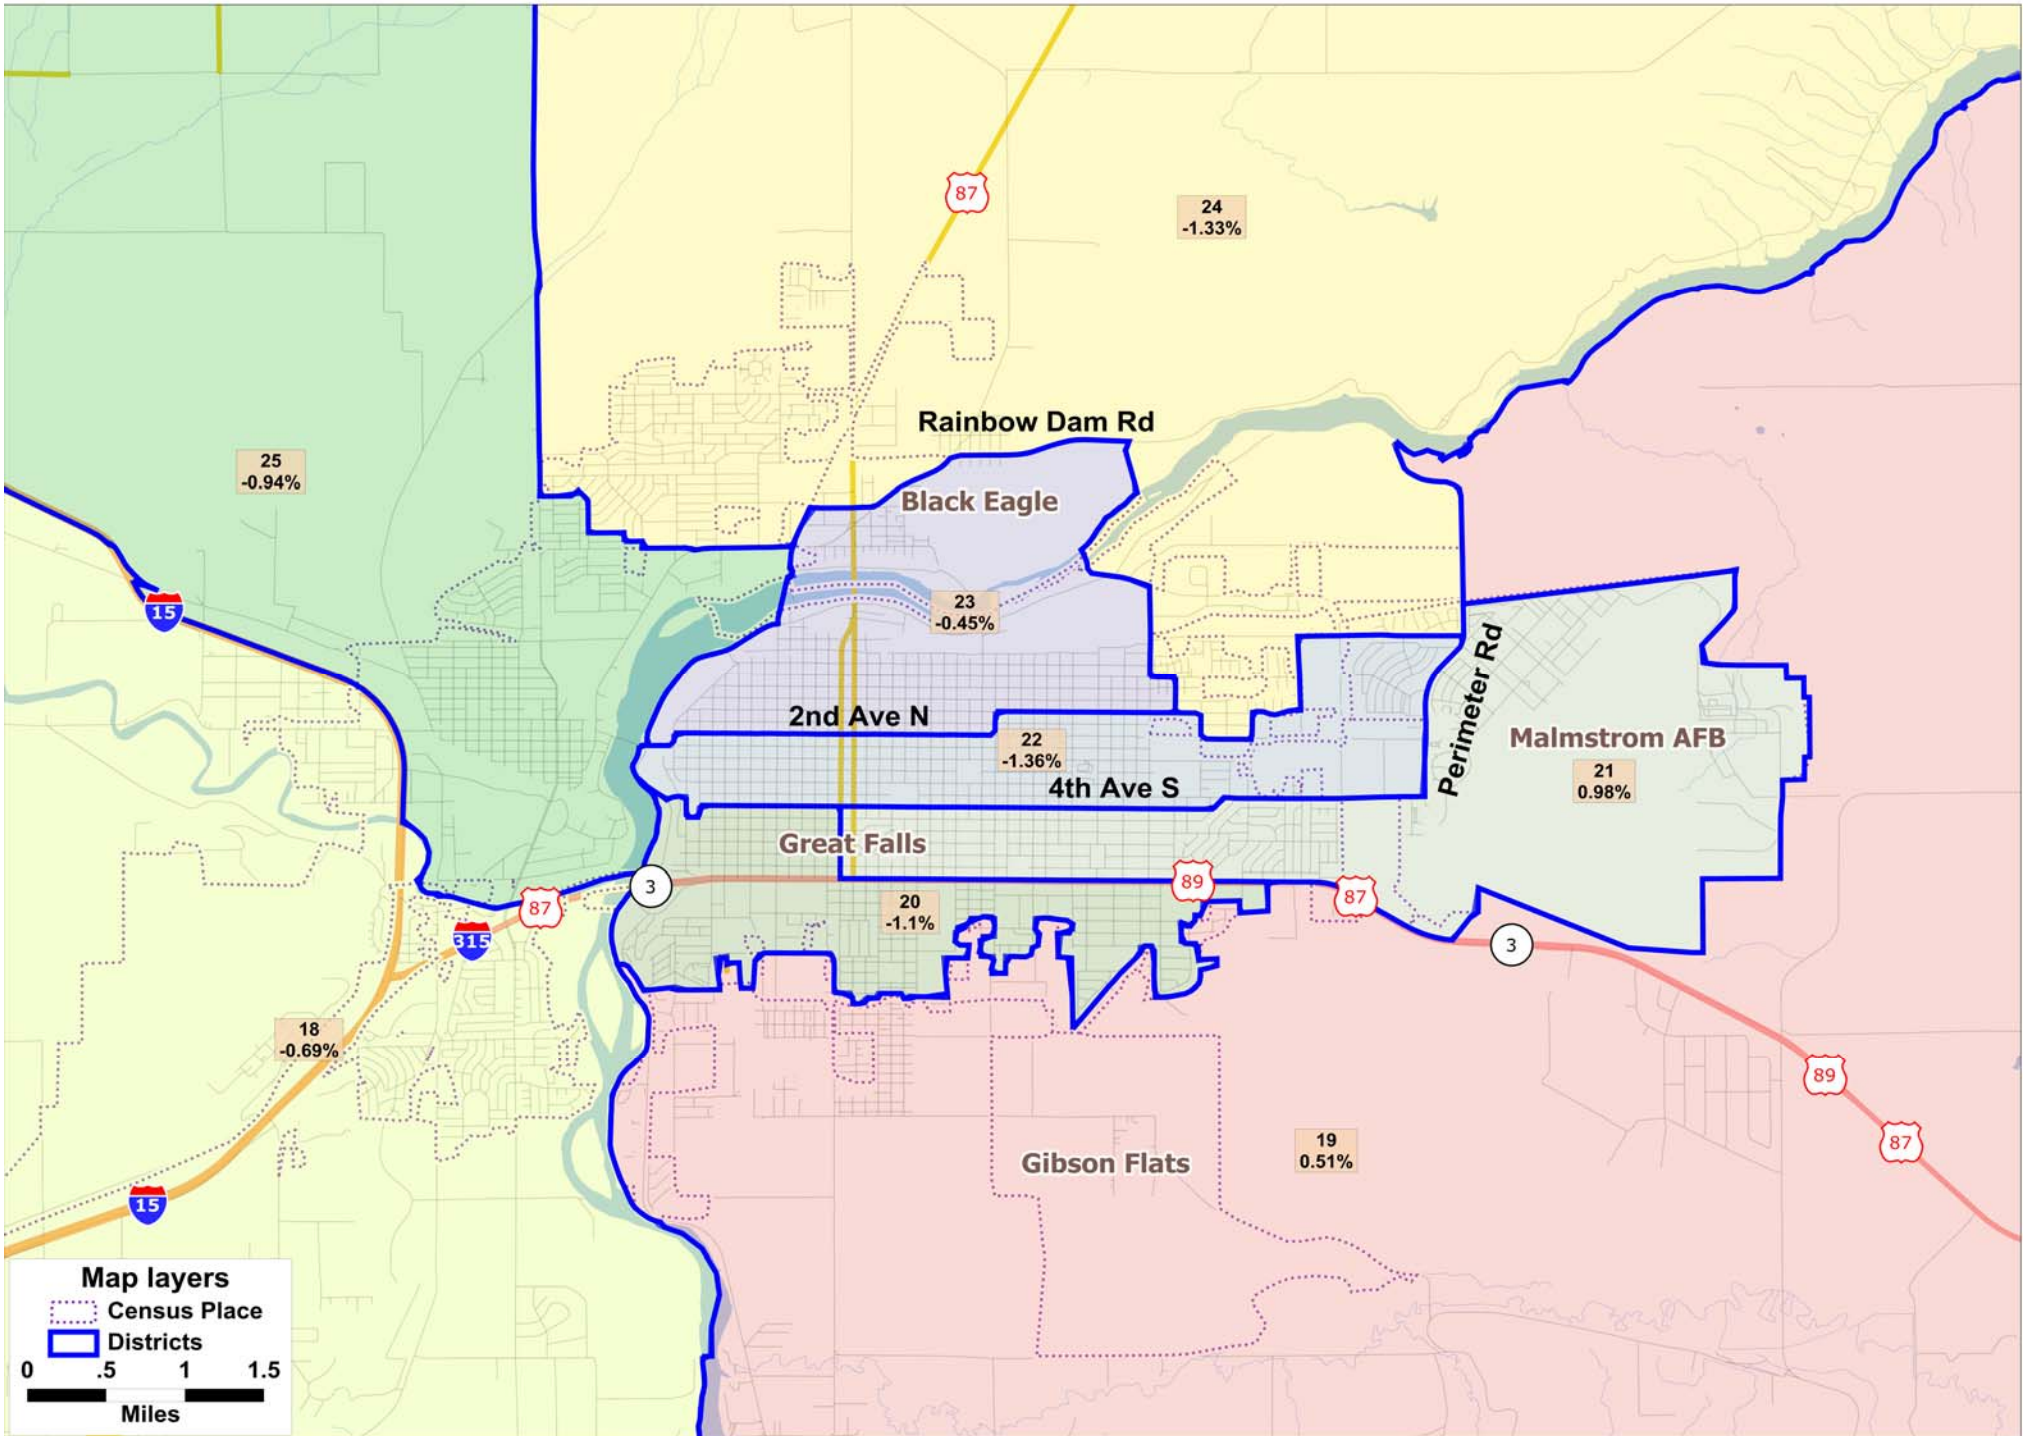 87
24
-1.33%
Rainbow Dam Rd
25
-0.94%
Black Eagle
15
23
-0.45%
Perimeter Rd
2nd Ave N
22
-1.36%
Malmstrom AFB
21
0.98%
4th Ave S
Great Falls
3
89
87
87
20
-1.1%
315
3
18
-0.69%
89
87
19
0.51%
Gibson Flats
15
Map layers
Census Place
Districts
0 .5 1 1.5
Miles